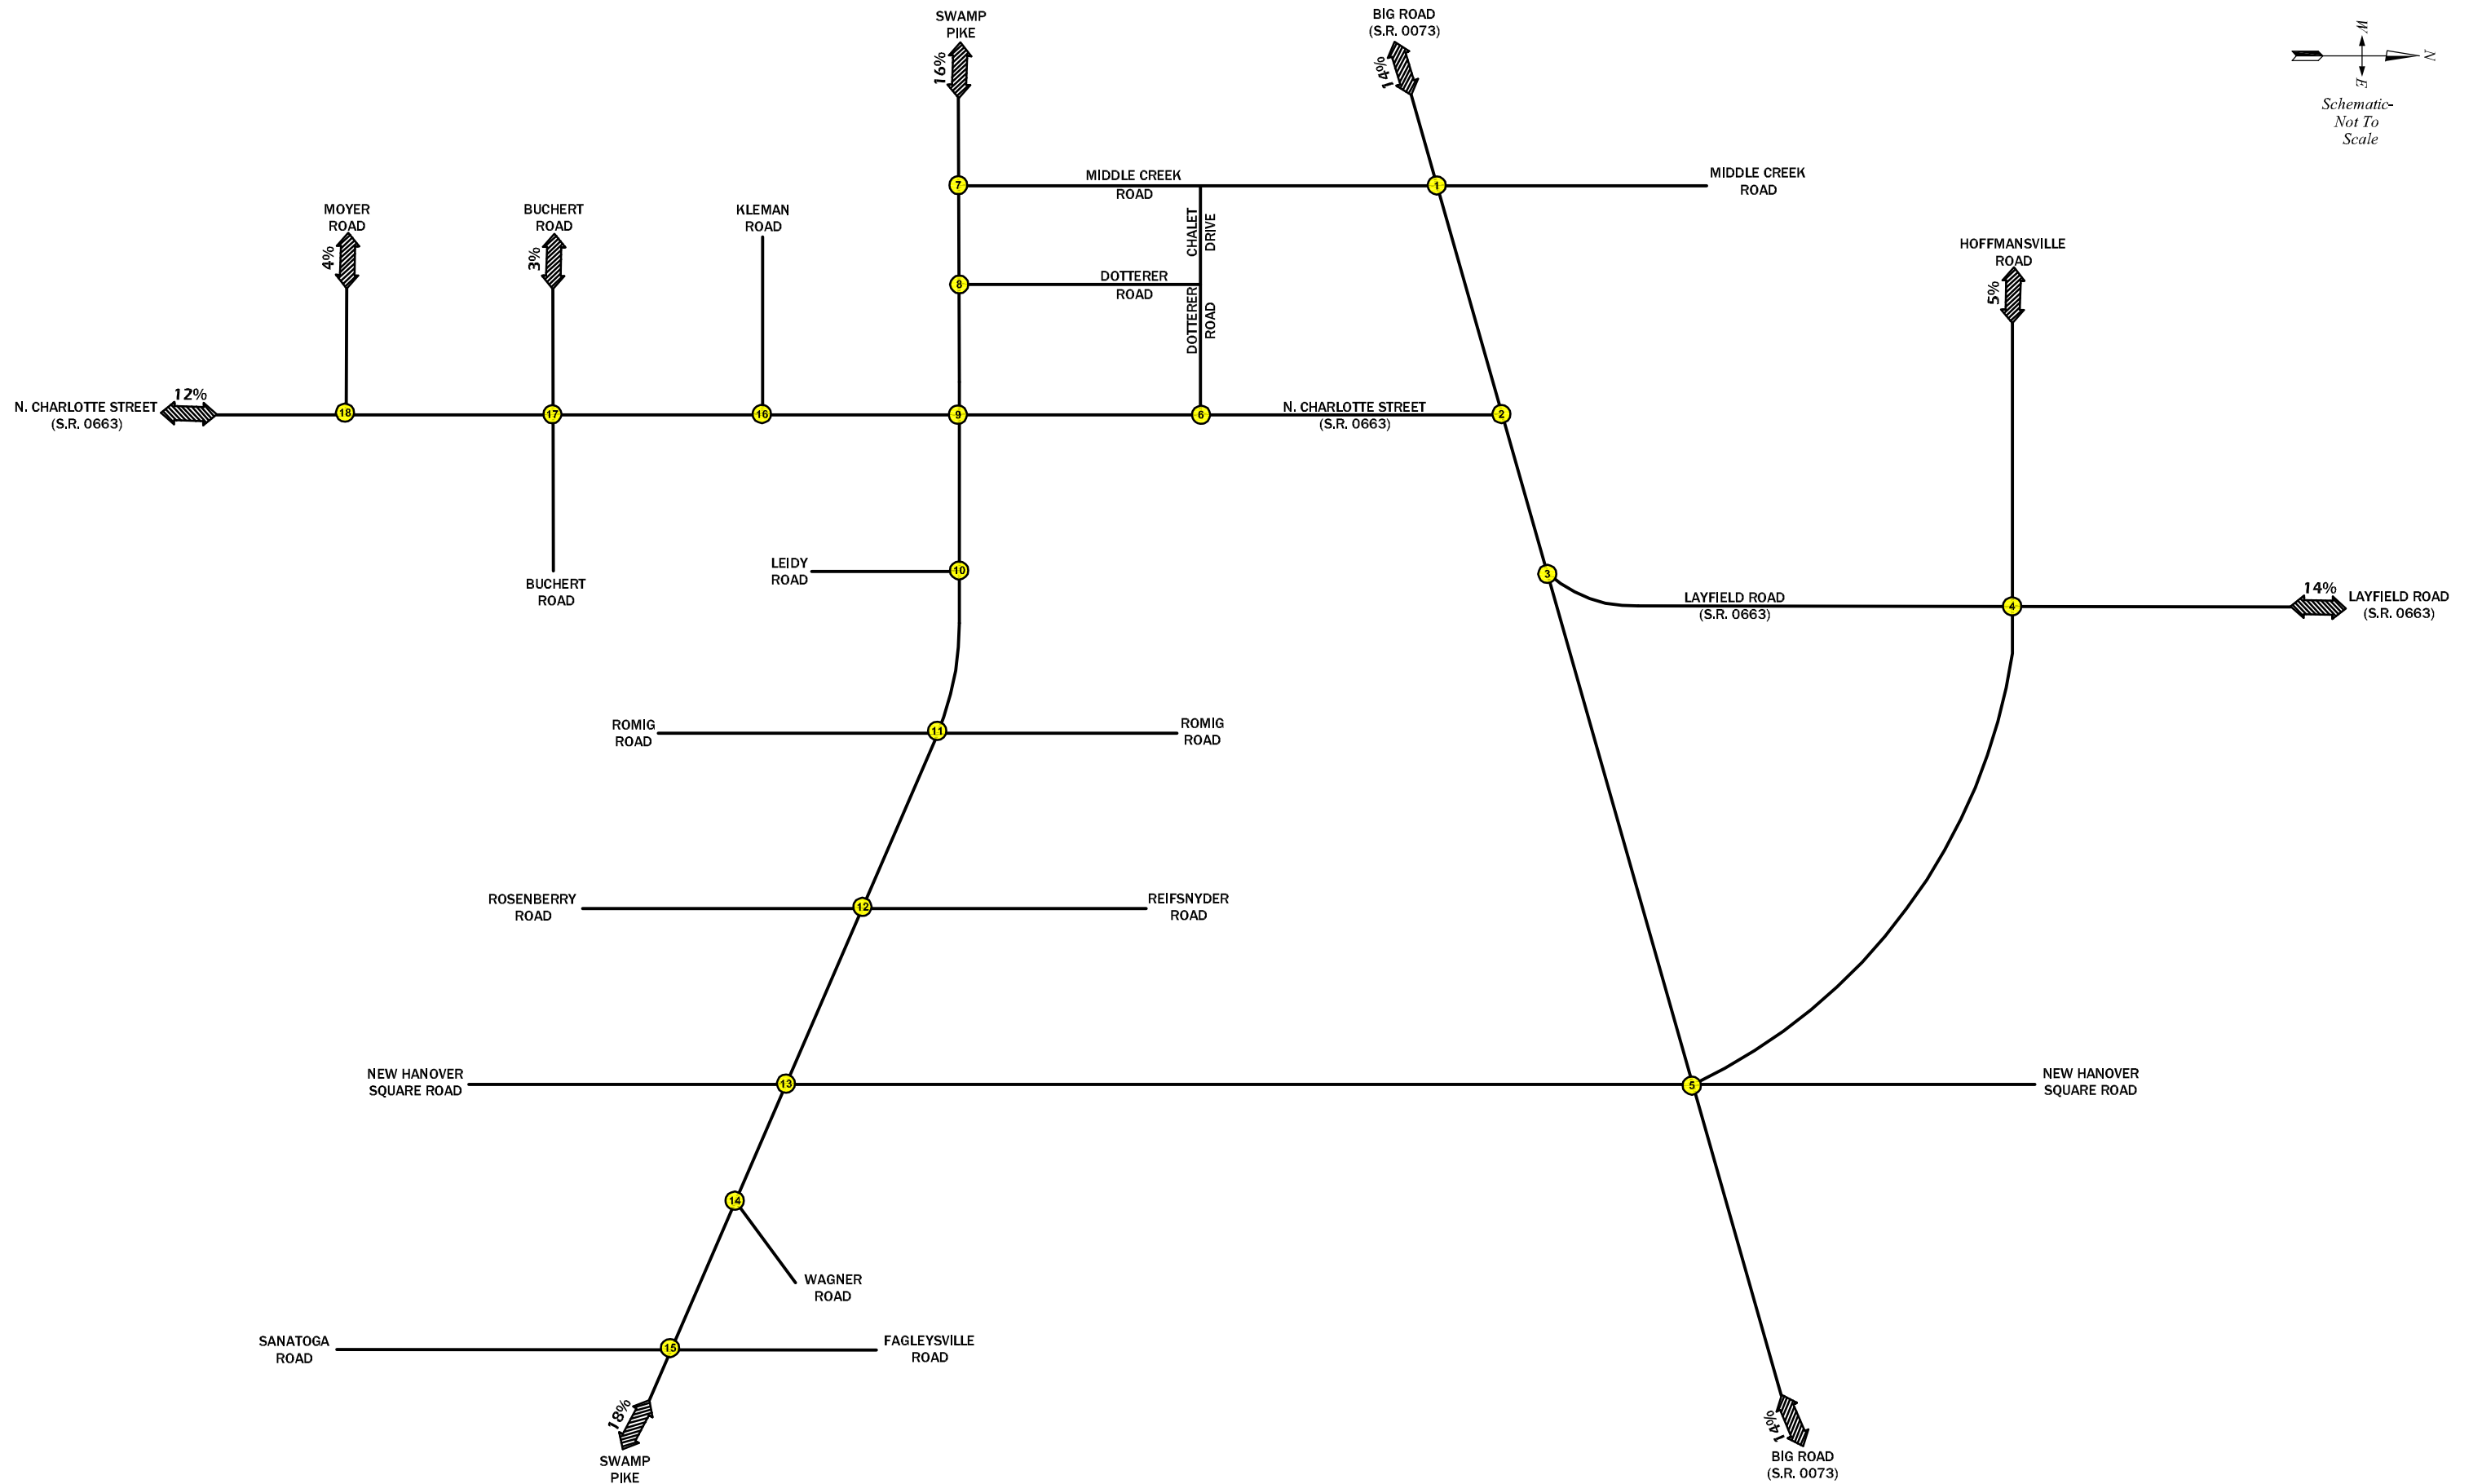 SWAMP
PIKE
16%
BIG ROAD
(S.R. 0073)
14%
W
N
E
Schematic-
Not To
Scale
MIDDLE CREEK
ROAD
MIDDLE CREEK
ROAD
7
1
MOYER
ROAD
4%
BUCHERT
ROAD
3%
KLEMAN
ROAD
CHALET
DRIVE
HOFFMANSVILLE
ROAD
5%
DOTTERER
ROAD
8
DOTTERER
ROAD
12%
N. CHARLOTTE STREET
(S.R. 0663)
18
17
16
9
6
N. CHARLOTTE STREET
(S.R. 0663)
2
LEIDY
ROAD
10
3
BUCHERT
ROAD
LAYFIELD ROAD
(S.R. 0663)
4
14%
LAYFIELD ROAD
(S.R. 0663)
ROMIG
ROAD
11
ROMIG
ROAD
ROSENBERRY
ROAD
12
REIFSNYDER
ROAD
NEW HANOVER
SQUARE ROAD
13
5
NEW HANOVER
SQUARE ROAD
14
WAGNER
ROAD
SANATOGA
ROAD
15
FAGLEYSVILLE
ROAD
18%
SWAMP
PIKE
14%
BIG ROAD
(S.R. 0073)